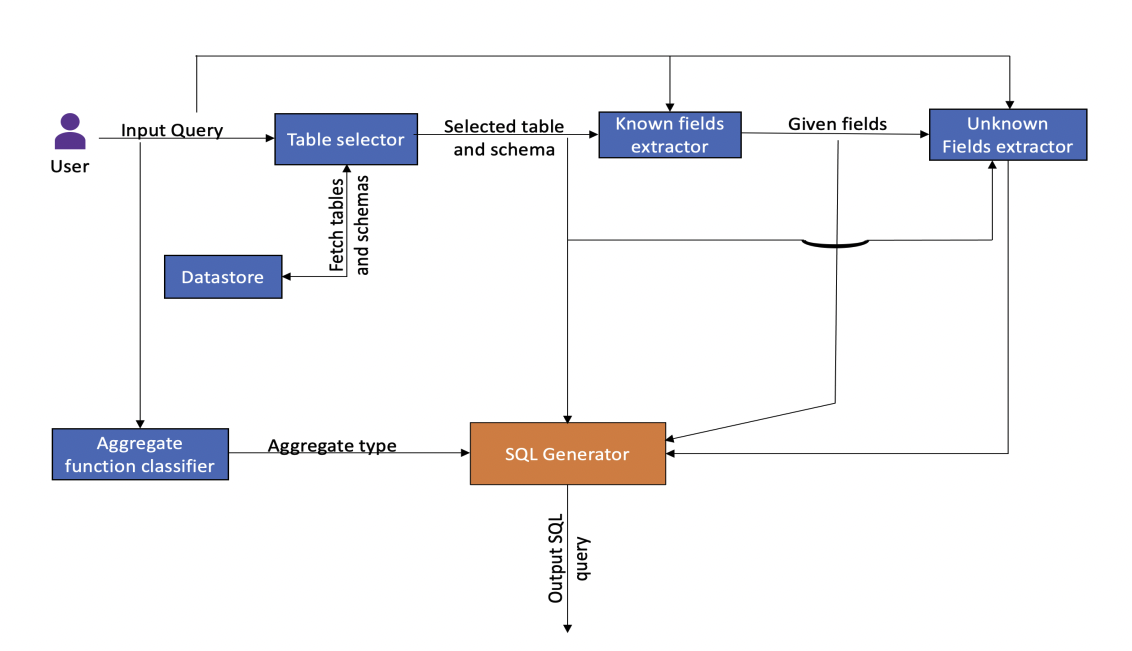 Input Query
User
Table selector
Selected table
and schema
Known fields
extractor
Given fields
Unknown
Fields extractor
Fetch tables
and schemas
Datastore
Aggregate
function classifier
Aggregate type
SQL Generator
Output SQL
query